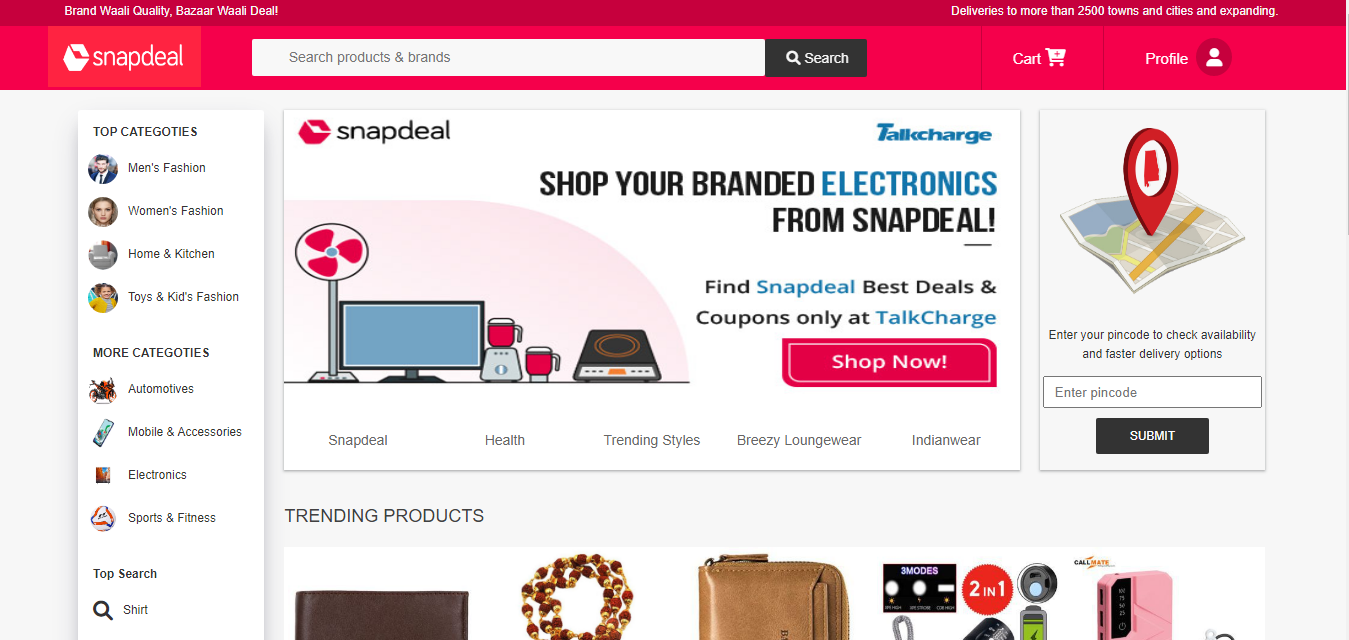 Brand Waali Quality, Bazaar Waali Deal!
Deliveries to more than 2500 towns and cities and expanding.
snapdeal
Search products & brands
Search
Cart
Profile
TOP CATEGOTIES
Men's Fashion
Women's Fashion
Home & Kitchen
Toys & Kid's Fashion
MORE CATEGOTIES
Automotives
Mobile & Accessories
Electronics
Sports & Fitness
Top Search
Shirt
snapdeal
Talkcharge
SHOP YOUR BRANDED ELECTRONICS
FROM SNAPDEAL!
Find Snapdeal Best Deals &
Coupons only at TalkCharge
Shop Now!
Snapdeal
Health
Trending Styles
Breezy Loungewear
Indianwear
Enter your pincode to check availability
and faster delivery options
Enter pincode
SUBMIT
TRENDING PRODUCTS
3MODES
2 IN 1
CALLMATE